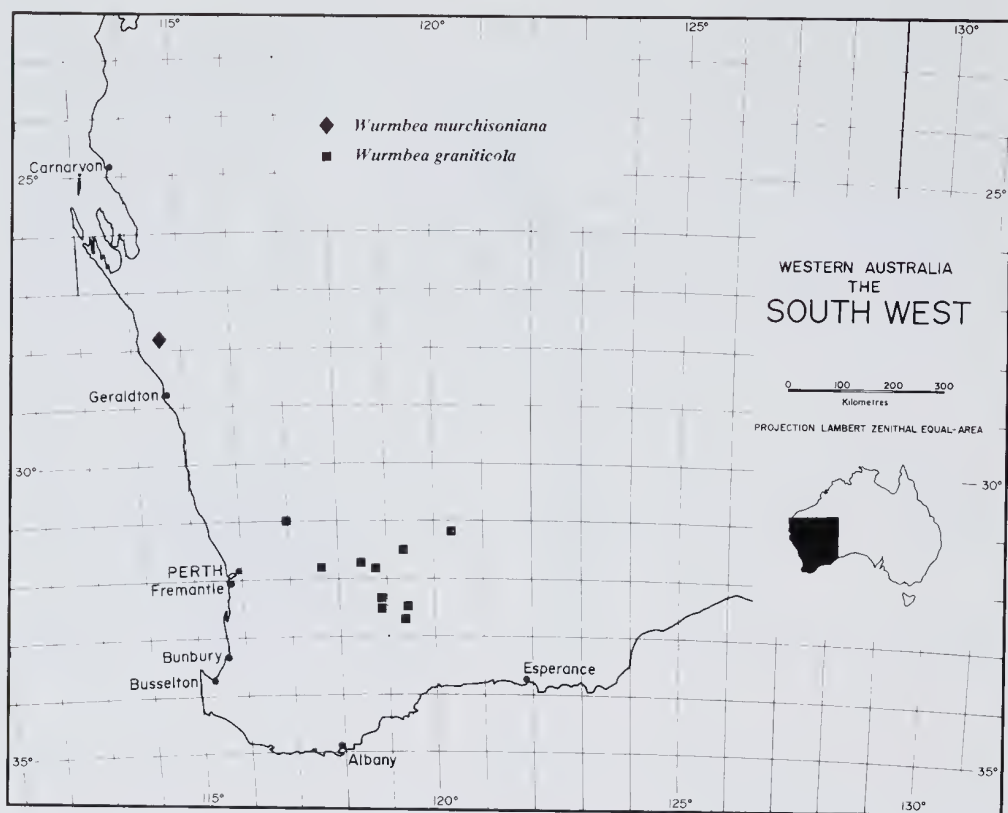 115°
120°
125°
130°
Wurmbea murchisoniana
Wurmbea graniticola
Carnarvon
25°
25°
WESTERN AUSTRALIA
THE
SOUTH WEST
0 100 200 300
Kilometres
PROJECTION LAMBERT ZENITHAL EQUAL-AREA
Geraldton
30°
30°
PERTH
Fremantle
Bunbury
Busselton
Esperance
Albany
35°
35°
115°
120°
125°
130°